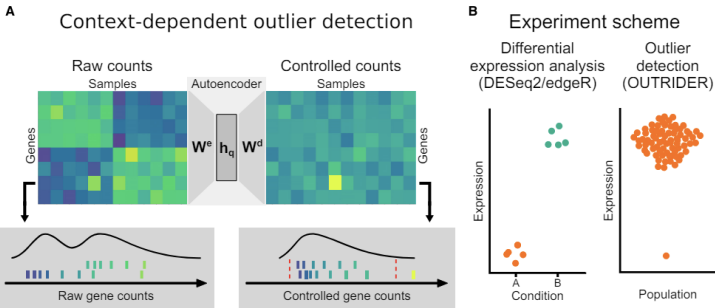 A
Context-dependent outlier detection
Raw counts
Samples
Autoencoder
Controlled counts
Samples
Genes
Wᵉ
h_q
Wᵈ
Genes
Raw gene counts
Controlled gene counts
B
Experiment scheme
Differential
expression analysis
(DESeq2/edgeR)
Outlier
detection
(OUTRIDER)
Expression
A
B
Condition
Expression
Population